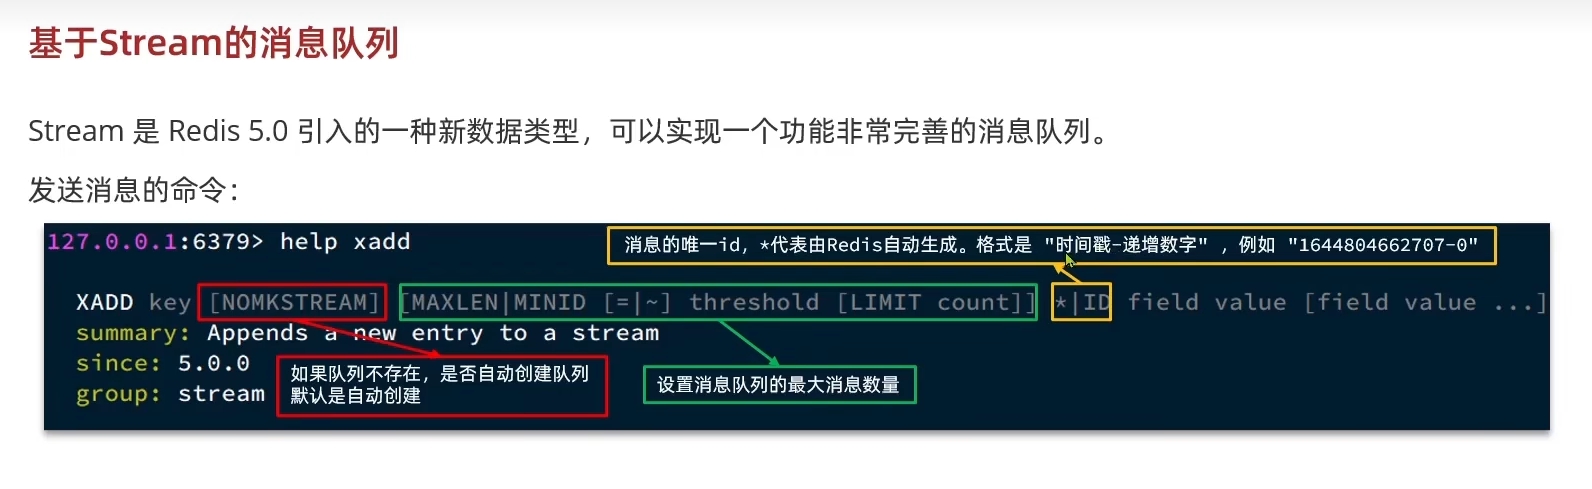 基于Stream的消息队列
Stream 是 Redis 5.0 引入的一种新数据类型，可以实现一个功能非常完善的消息队列。
发送消息的命令：
127.0.0.1:6379> help xadd
消息的唯一id，*代表由Redis自动生成。格式是 "时间戳-递增数字" ，例如 "1644804662707-0"
XADD key [NOMKSTREAM] [MAXLEN|MINID [=|~] threshold [LIMIT count]] *|ID field value [field value ...]
summary: Appends a new entry to a stream
since: 5.0.0
group: stream
如果队列不存在，是否自动创建队列
默认是自动创建
设置消息队列的最大消息数量